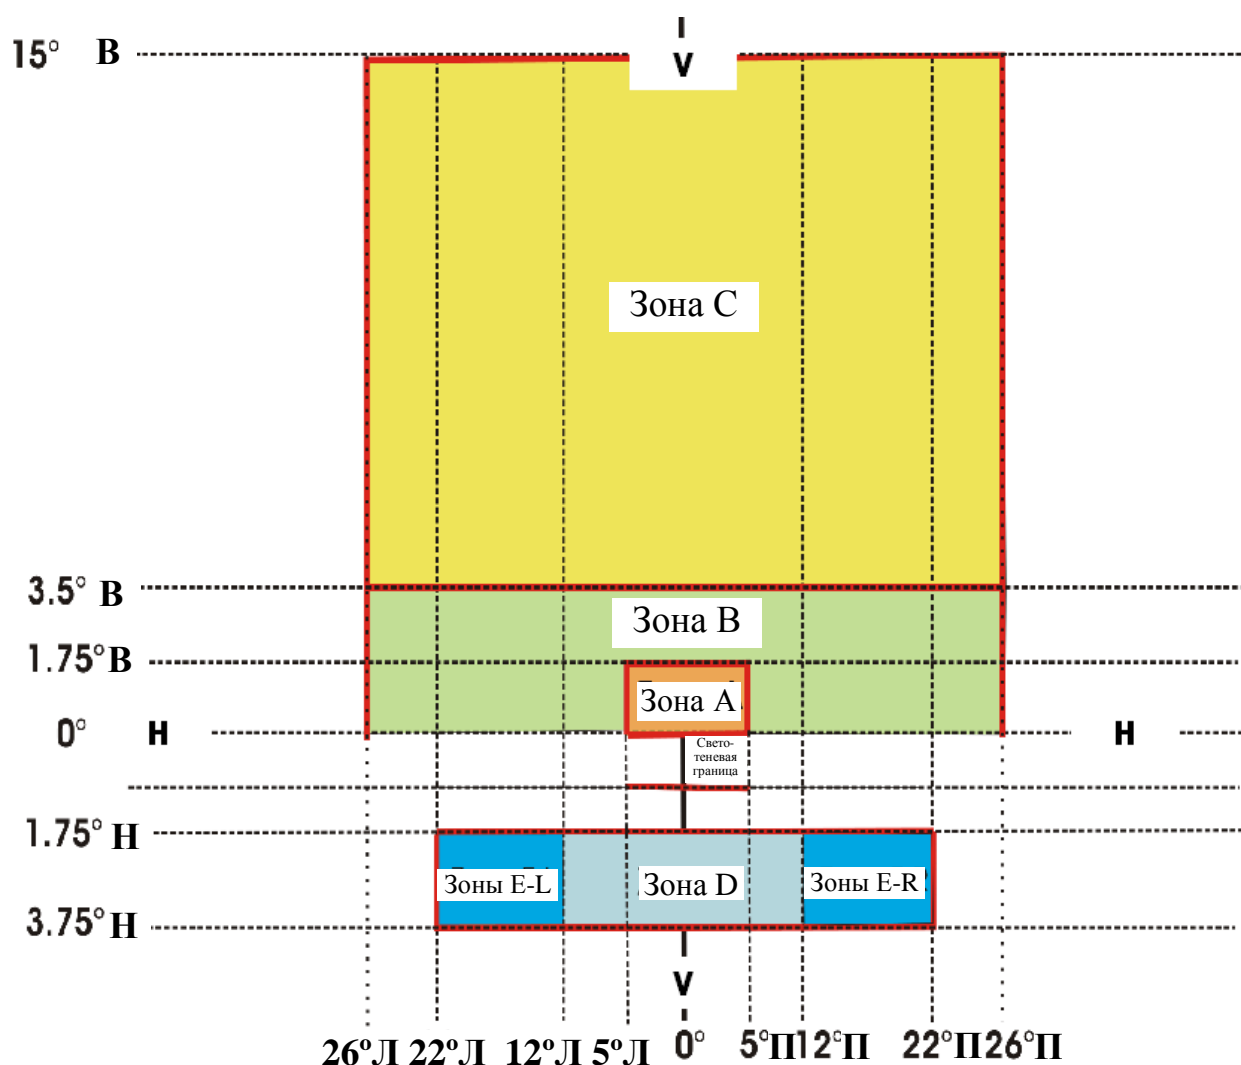 V
15° В
Зона C
3.5° В
Зона B
1.75° В
Зона A
0° H H
Свето-
теневая
граница
1.75° Н
Зоны E-L Зона D Зоны E-R
3.75° Н
V
26°Л 22°Л 12°Л 5°Л 0° 5°П 12°П 22°П 26°П